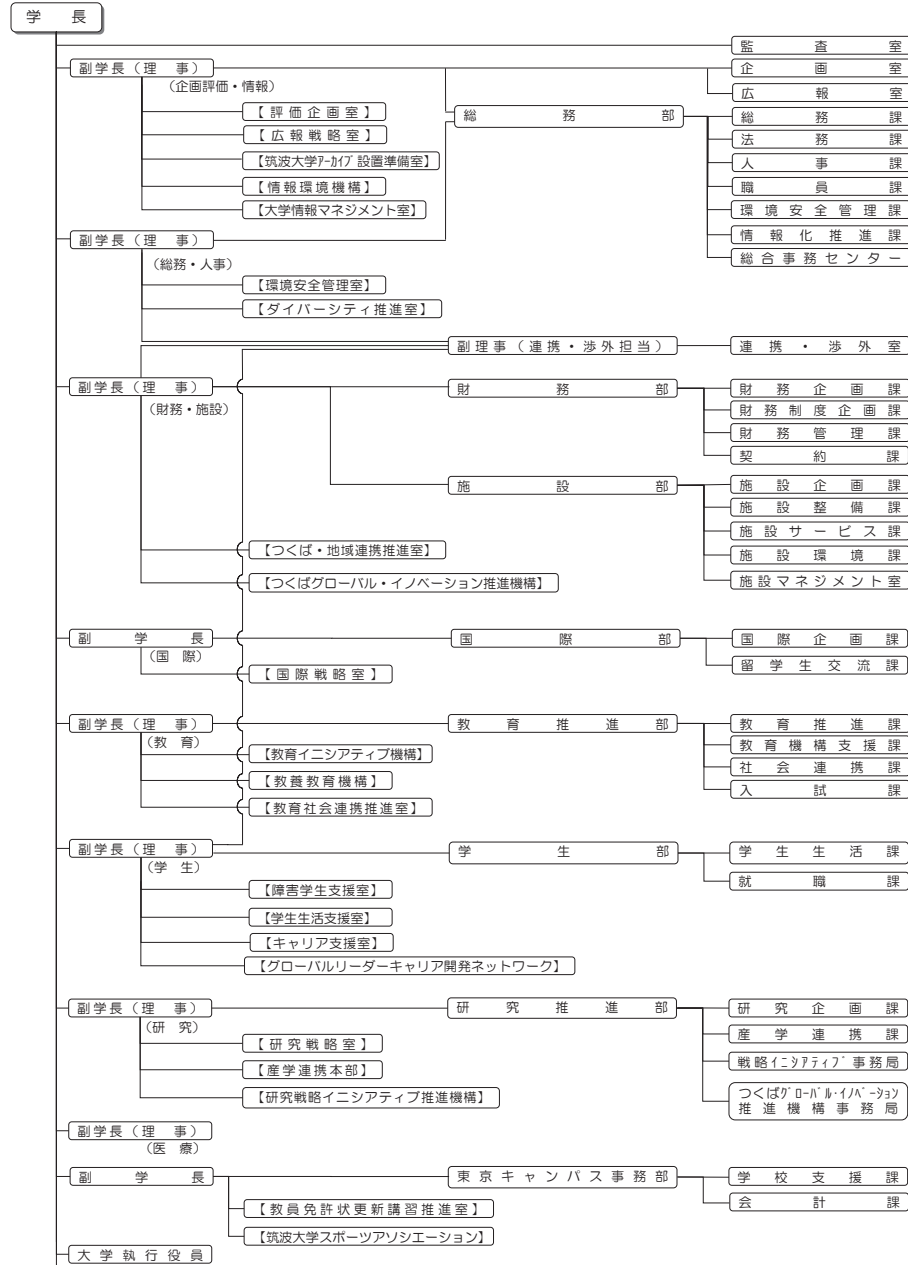 学長
監査室
副学長(理事)
(企画評価・情報)
企画室
広報室
【評価企画室】
【広報戦略室】
【筑波大学アーカイブ設置準備室】
【情報環境機構】
【大学情報マネジメント室】
総務部
総務課
法務課
人事課
職員課
環境安全管理課
情報化推進課
総合事務センター
副学長(理事)
(総務・人事)
【環境安全管理室】
【ダイバーシティ推進室】
副理事(連携・渉外担当)
連携・渉外室
副学長(理事)
(財務・施設)
財務部
財務企画課
財務制度企画課
財務管理課
契約課
施設部
施設企画課
施設整備課
施設サービス課
施設環境課
施設マネジメント室
【つくば・地域連携推進室】
【つくばグローバル・イノベーション推進機構】
副学長
(国際)
国際部
国際企画課
留学生交流課
【国際戦略室】
副学長(理事)
(教育)
教育推進部
教育推進課
教育機構支援課
社会連携課
入試課
【教育イニシアティブ機構】
【教養教育機構】
【教育社会連携推進室】
副学長(理事)
(学生)
学生部
学生生活課
就職課
【障害学生支援室】
【学生生活支援室】
【キャリア支援室】
【グローバルリーダーキャリア開発ネットワーク】
副学長(理事)
(研究)
研究推進部
研究企画課
産学連携課
戦略イニシアティブ事務局
つくばグローバル・イノベーション
推進機構事務局
【研究戦略室】
【産学連携本部】
【研究戦略イニシアティブ推進機構】
副学長(理事)
(医療)
副学長
東京キャンパス事務部
学校支援課
会計課
【教員免許状更新講習推進室】
【筑波大学スポーツアソシエーション】
大学執行役員